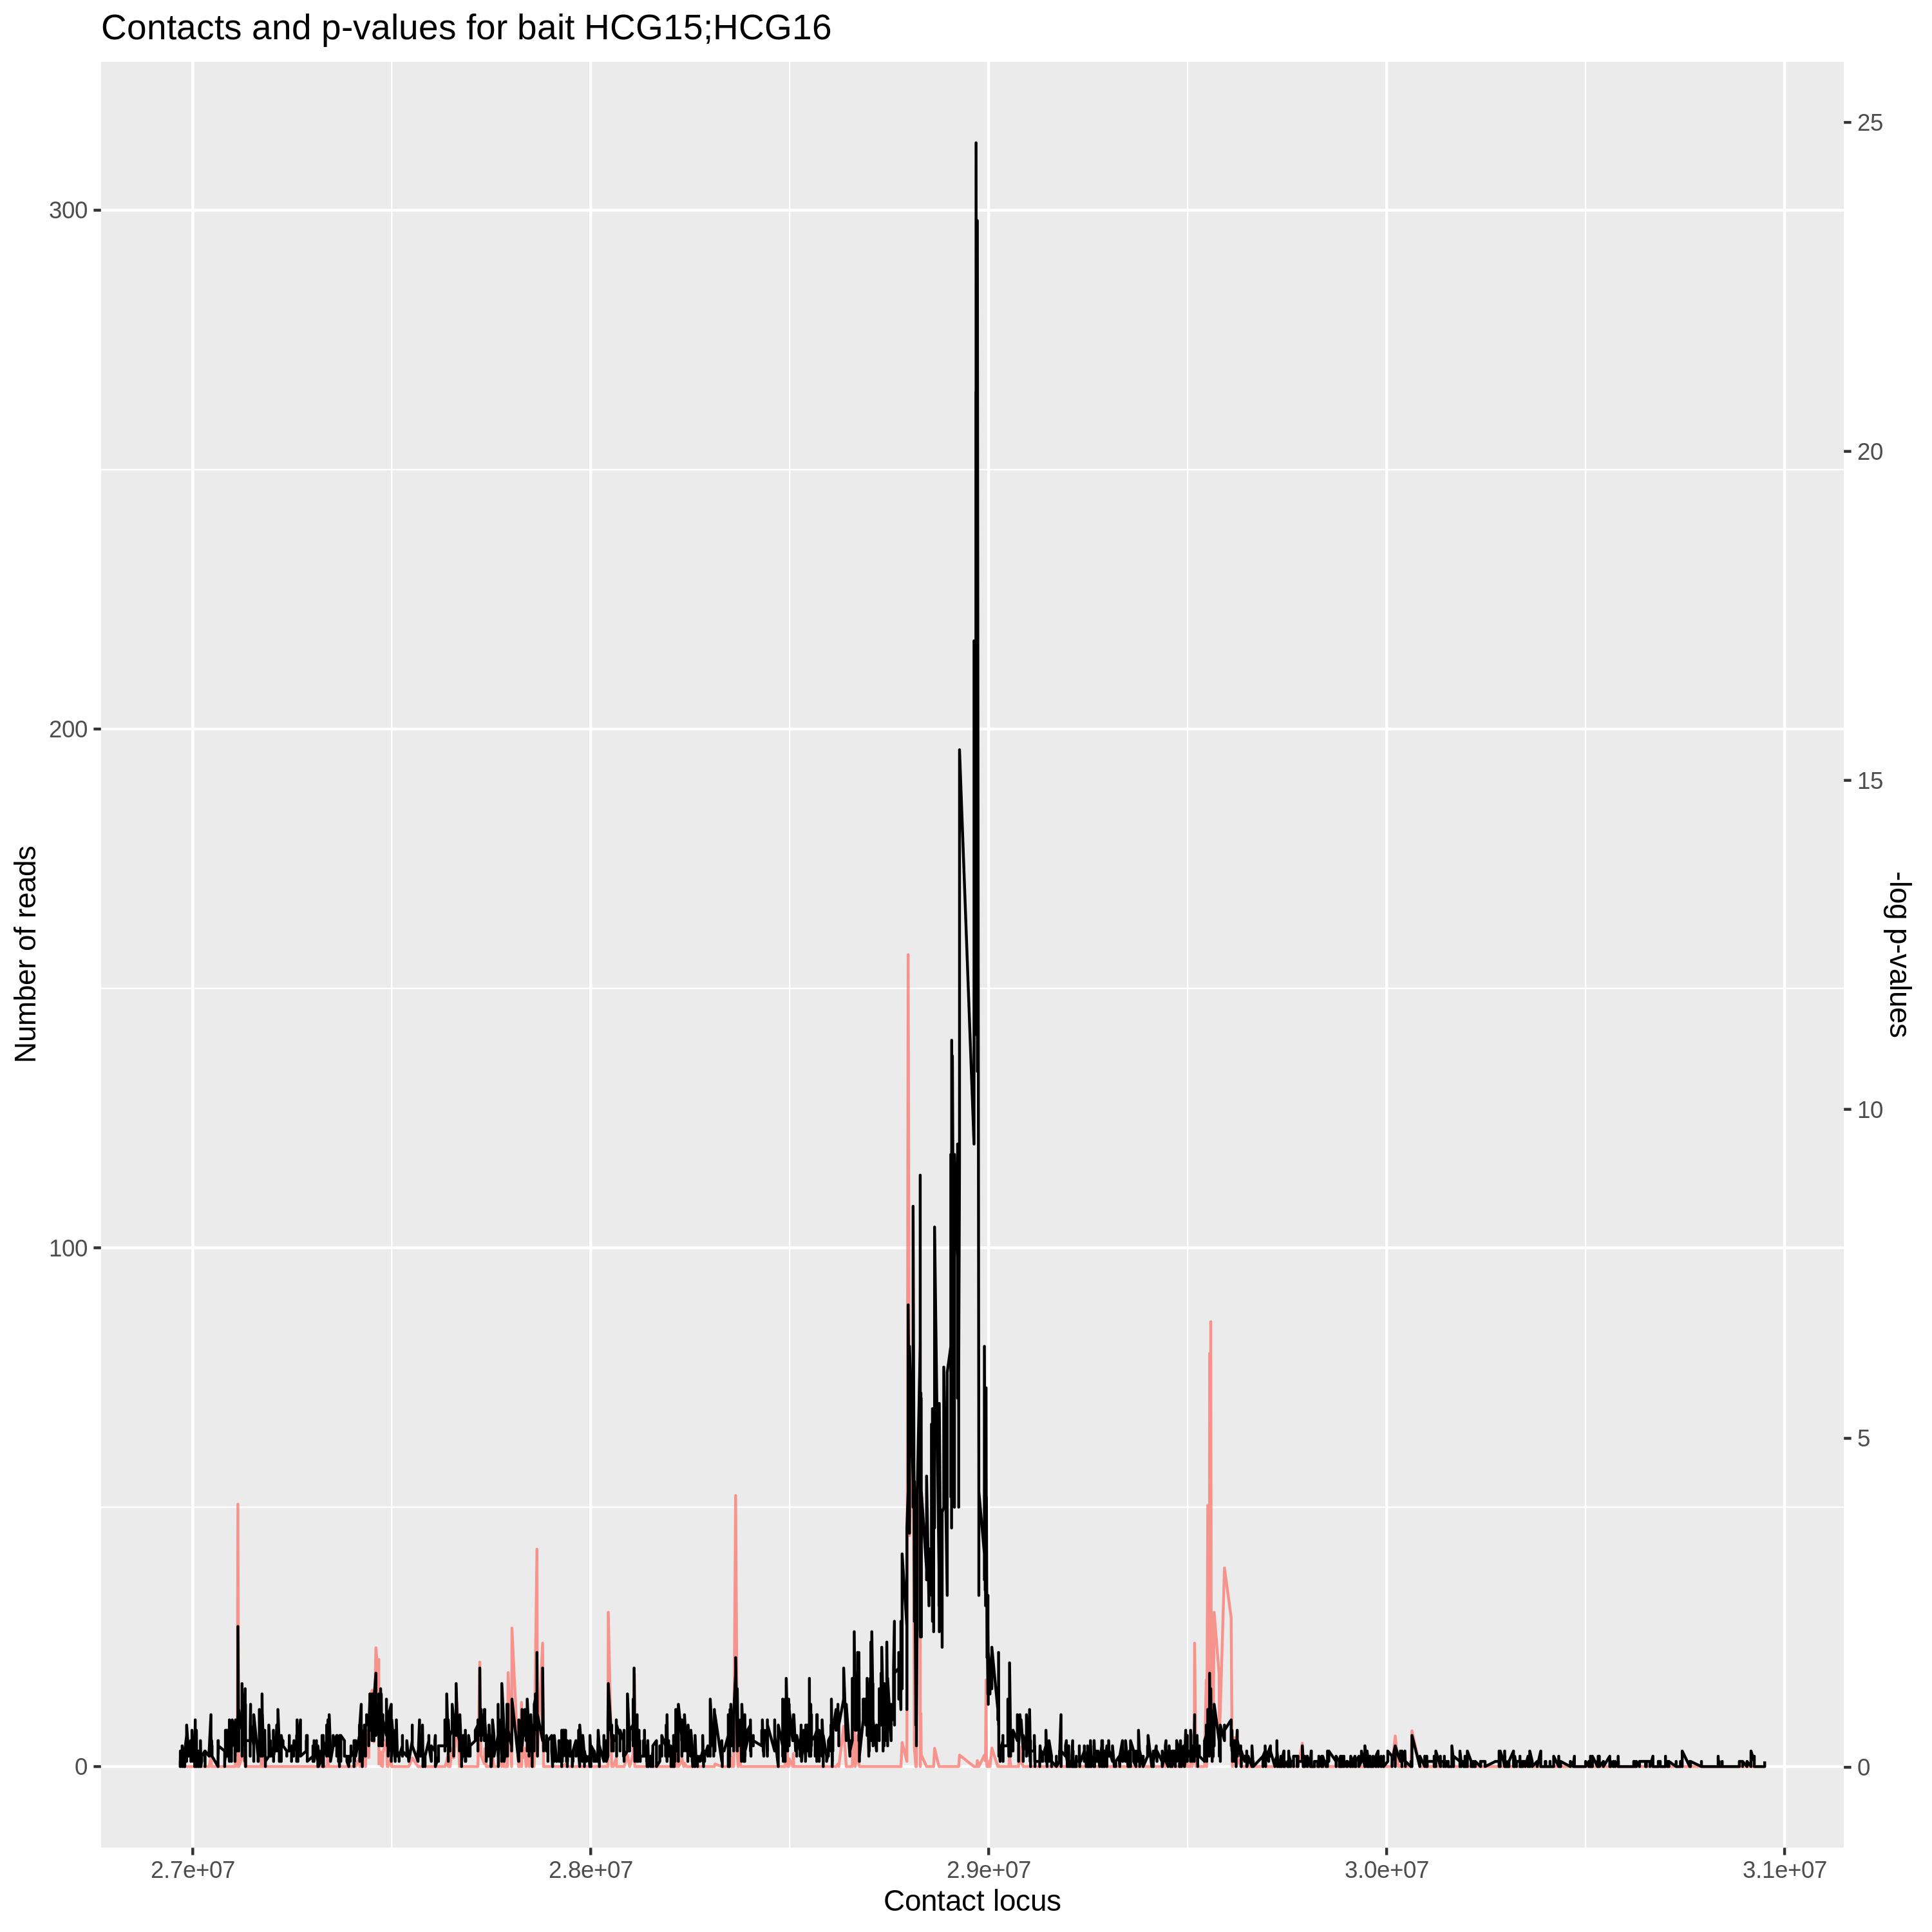 Contacts and p-values for bait HCG15;HCG16
300
200
100
0
Number of reads
25
20
15
10
5
0
-log p-values
2.7e+07 2.8e+07 2.9e+07 3.0e+07 3.1e+07
Contact locus